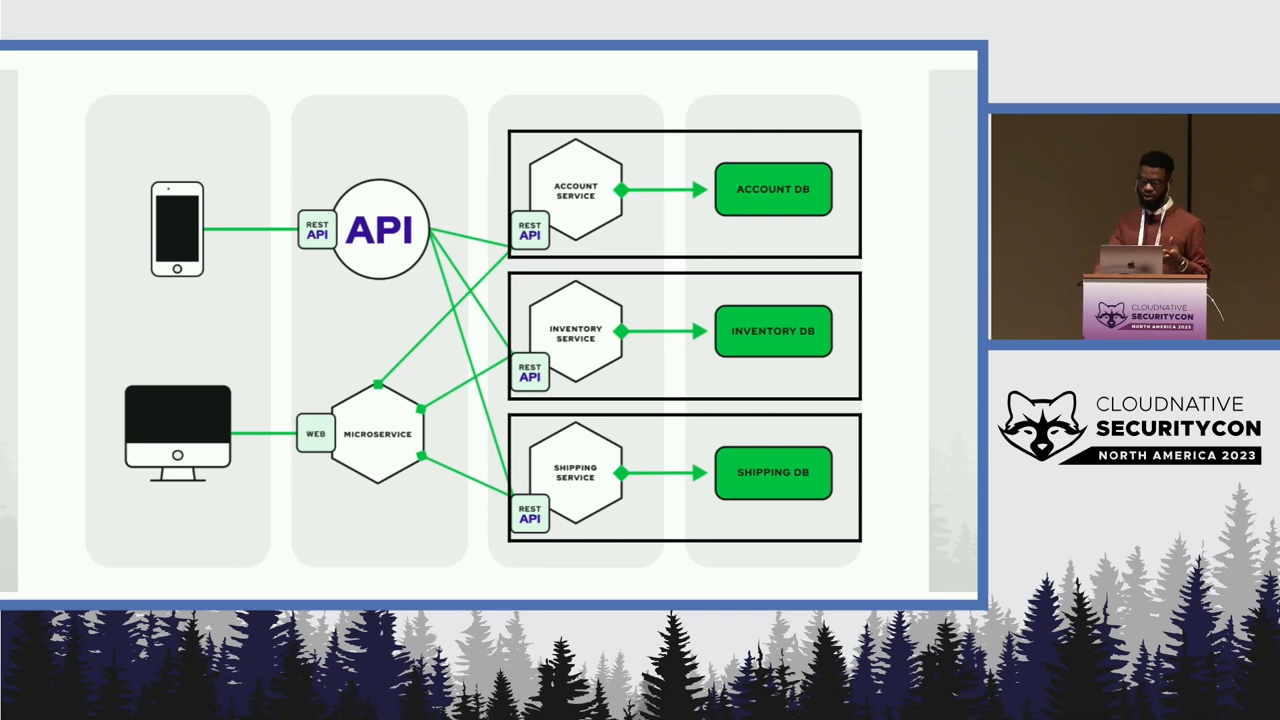 REST
API
API
ACCOUNT
SERVICE
REST
API
ACCOUNT DB
INVENTORY
SERVICE
REST
API
INVENTORY DB
WEB
MICROSERVICE
SHIPPING
SERVICE
REST
API
SHIPPING DB
CLOUDNATIVE
SECURITYCON
NORTH AMERICA 2023
CLOUDNATIVE
SECURITYCON
NORTH AMERICA 2023